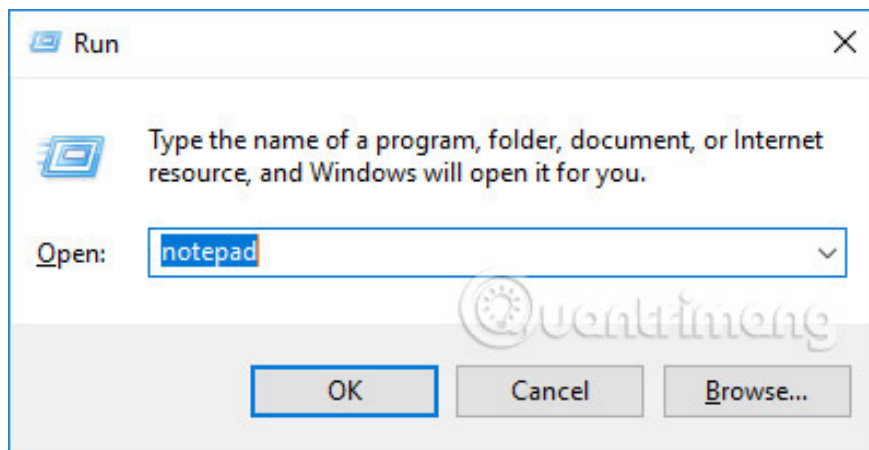 Run
Type the name of a program, folder, document, or Internet
resource, and Windows will open it for you.
Open: notepad
Quantrimang
OK Cancel Browse...